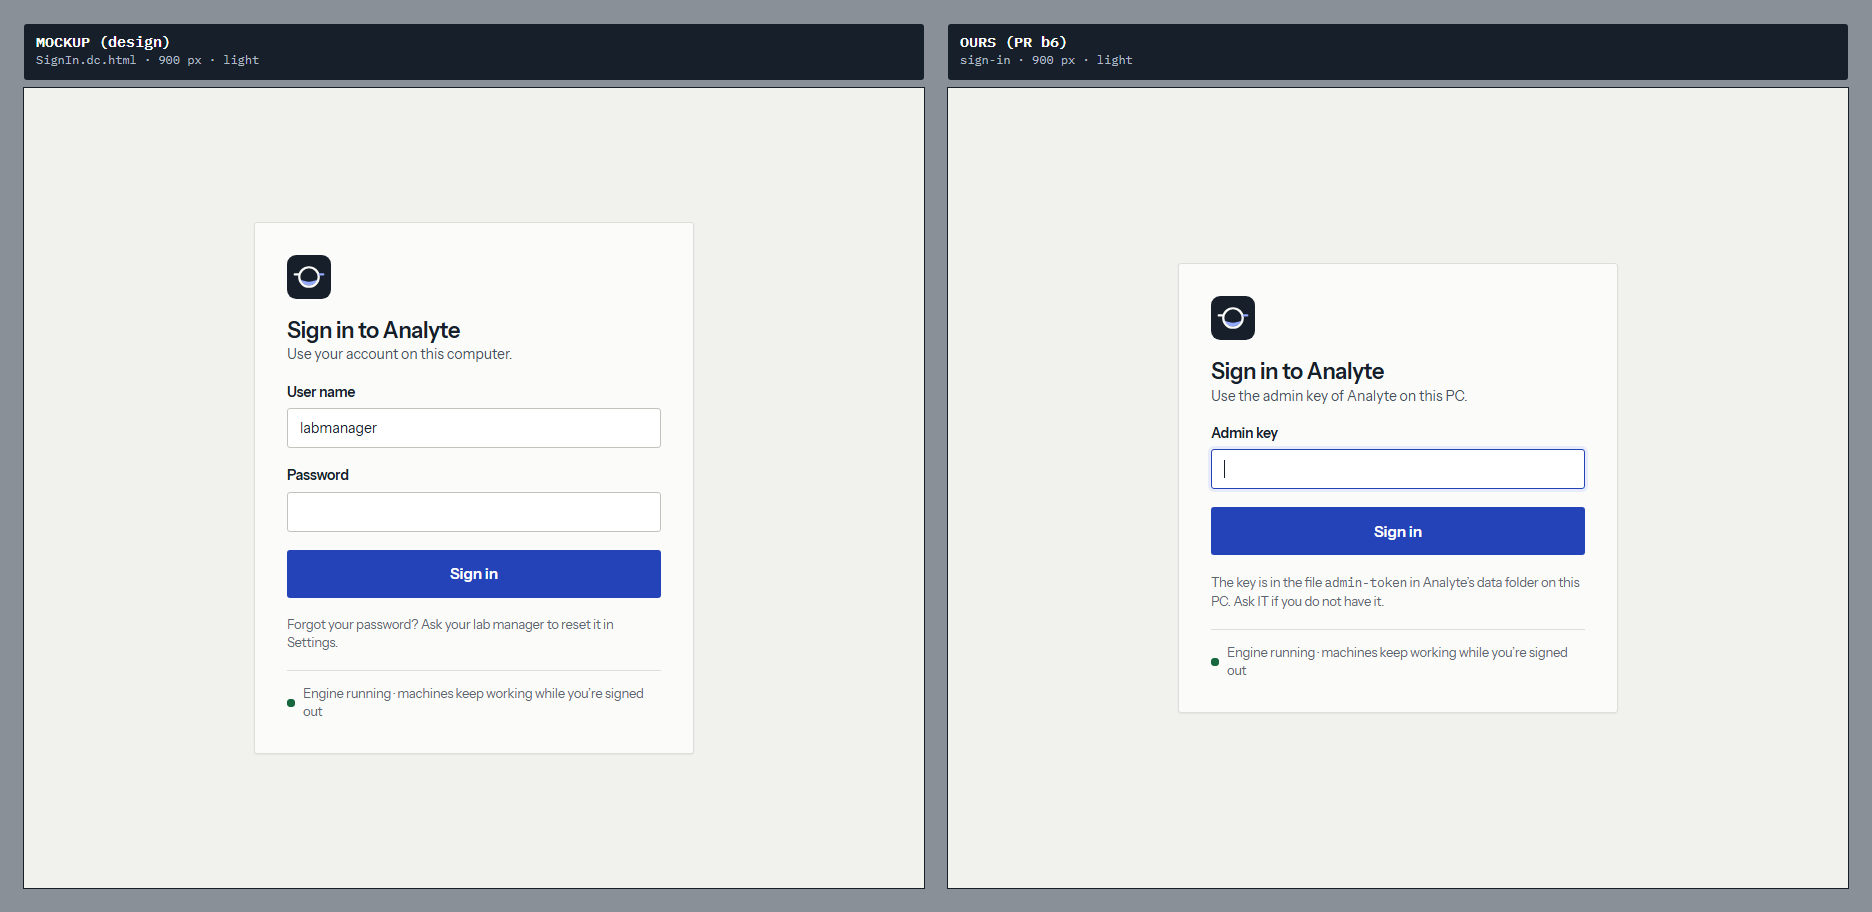 MOCKUP (design)
SignIn.dc.html · 900 px · light
Sign in to Analyte
Use your account on this computer.
User name
labmanager
Password
Sign in
Forgot your password? Ask your lab manager to reset it in
Settings.
Engine running · machines keep working while you're signed
out
OURS (PR b6)
sign-in · 900 px · light
Sign in to Analyte
Use the admin key of Analyte on this PC.
Admin key
Sign in
The key is in the file admin-token in Analyte's data folder on this
PC. Ask IT if you do not have it.
Engine running · machines keep working while you're signed
out